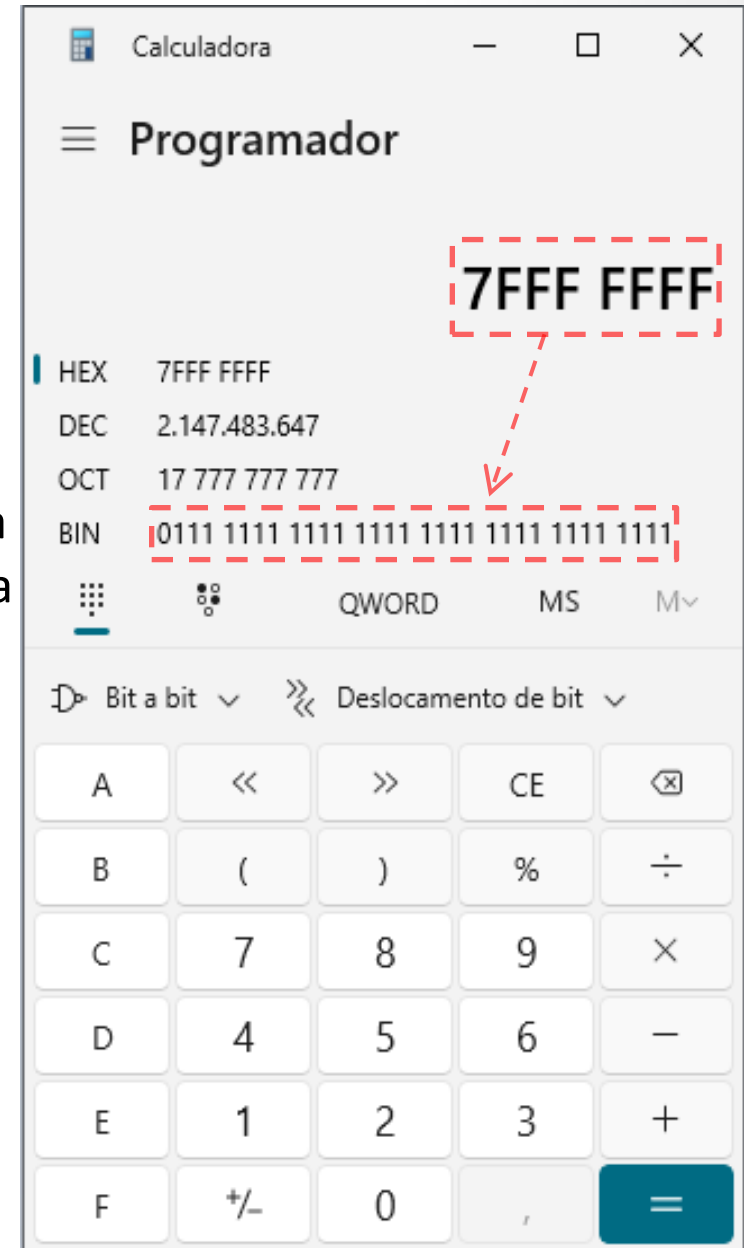 Calculadora
Programador
7FFF FFFF
HEX 7FFF FFFF
DEC 2.147.483.647
OCT 17 777 777 777
BIN 0111 1111 1111 1111 1111 1111 1111 1111
a
QWORD MS M
Bit a bit Deslocamento de bit
A << >> CE
B ( ) % ÷
C 7 8 9 ×
D 4 5 6 −
E 1 2 3 +
F +/− 0 , =